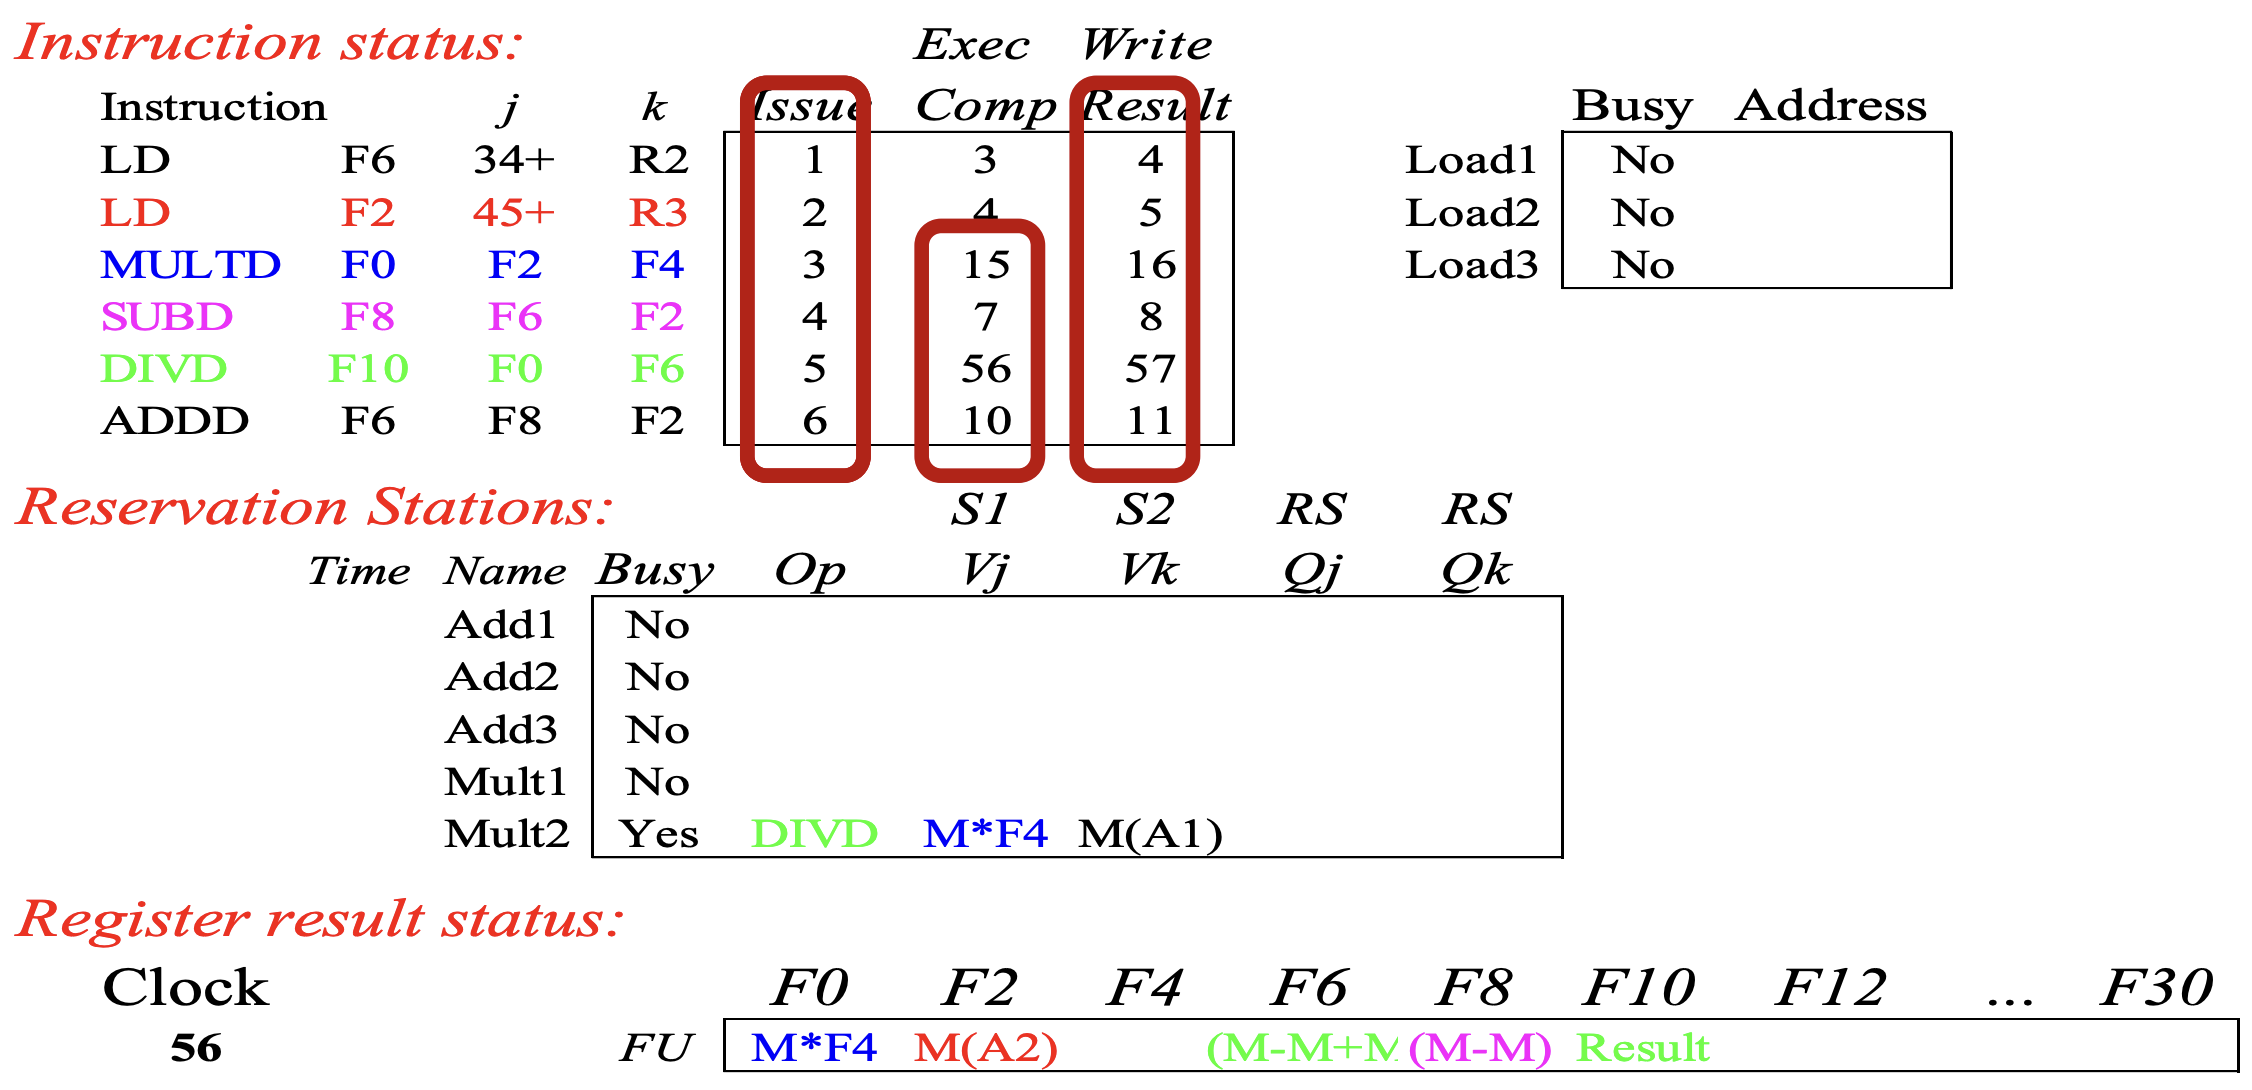 Instruction status: Exec Write
Instruction j k Issue Comp Result Busy Address
LD F6 34+ R2 1 3 4 Load1 No
LD F2 45+ R3 2 4 5 Load2 No
MULTD F0 F2 F4 3 15 16 Load3 No
SUBD F8 F6 F2 4 7 8
DIVD F10 F0 F6 5 56 57
ADDD F6 F8 F2 6 10 11
Reservation Stations: S1 S2 RS RS
Time Name Busy Op Vj Vk Qj Qk
Add1 No
Add2 No
Add3 No
Mult1 No
Mult2 Yes DIVD M*F4 M(A1)
Register result status:
Clock F0 F2 F4 F6 F8 F10 F12 ... F30
56 FU M*F4 M(A2) (M-M+M (M-M) Result